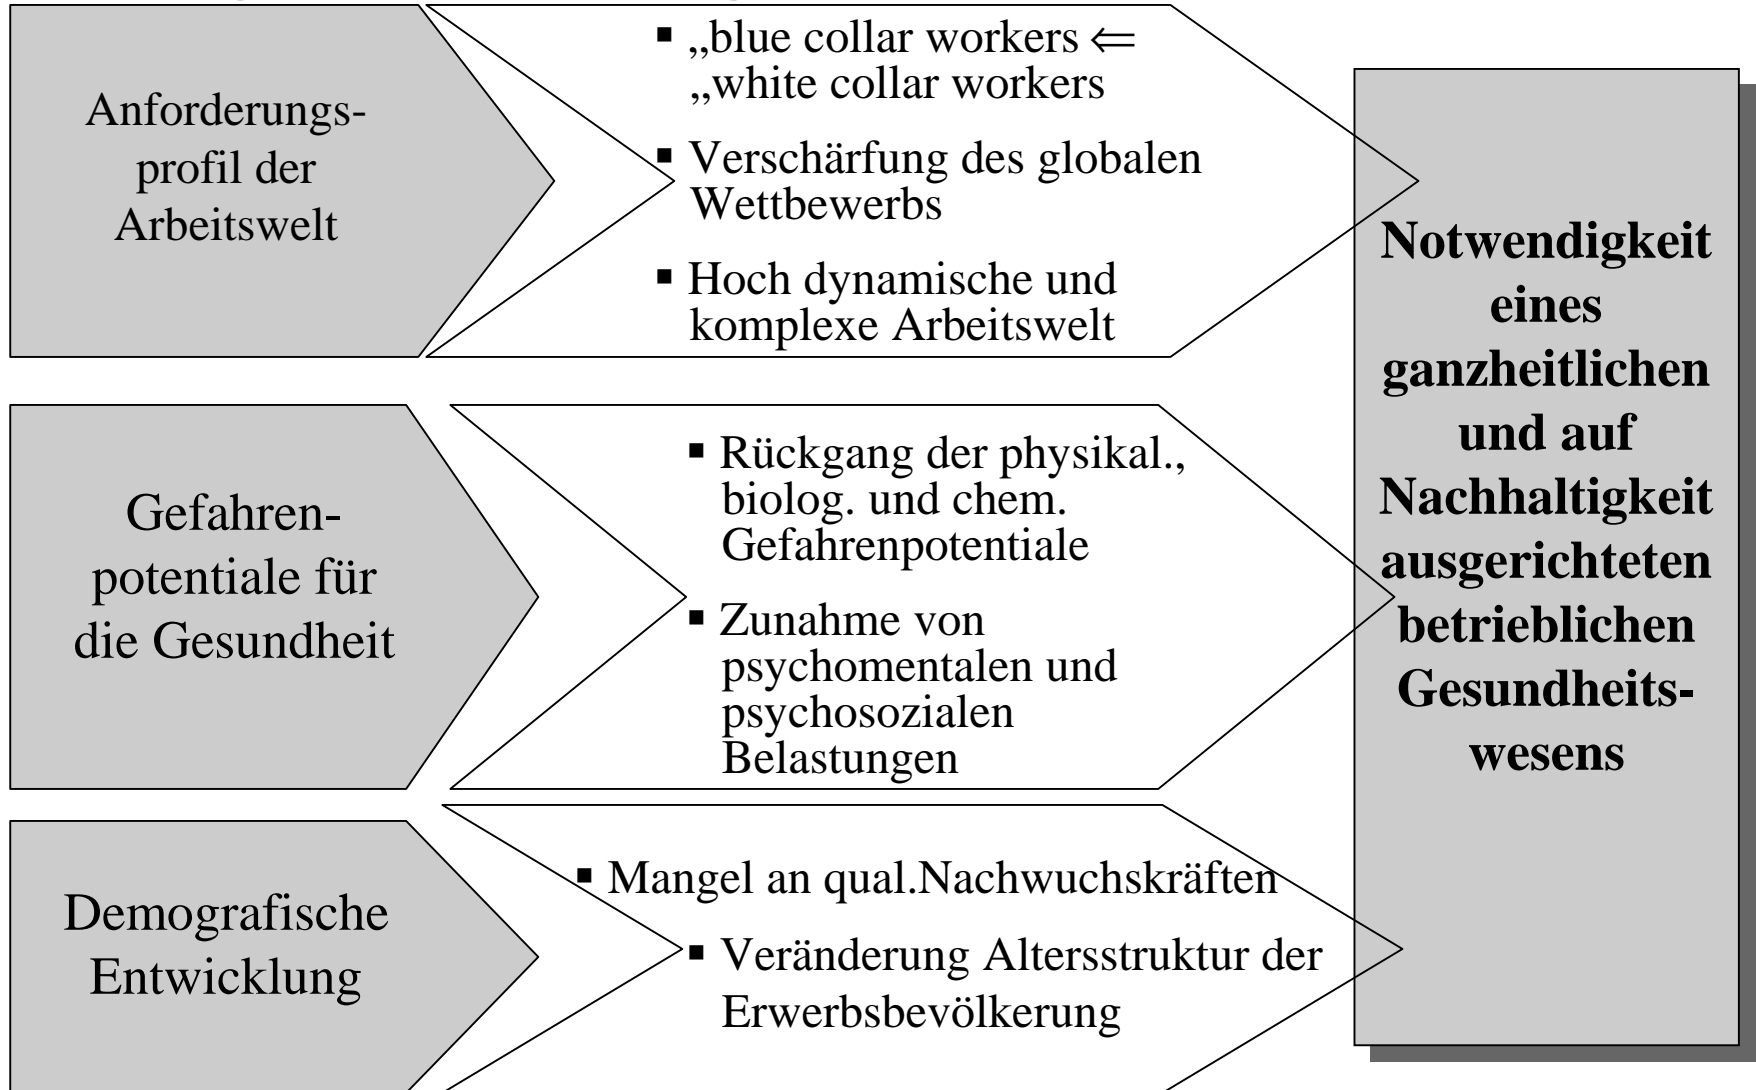 Anforderungs-
profil der
Arbeitswelt
▪ „blue collar workers ⇐
„white collar workers
▪ Verschärfung des globalen
Wettbewerbs
▪ Hoch dynamische und
komplexe Arbeitswelt
Gefahren-
potentiale für
die Gesundheit
▪ Rückgang der physikal.,
biolog. und chem.
Gefahrenpotentiale
▪ Zunahme von
psychomentalen und
psychosozialen
Belastungen
Demografische
Entwicklung
▪ Mangel an qual.Nachwuchskräften
▪ Veränderung Altersstruktur der
Erwerbsbevölkerung
Notwendigkeit
eines
ganzheitlichen
und auf
Nachhaltigkeit
ausgerichteten
betrieblichen
Gesundheits-
wesens